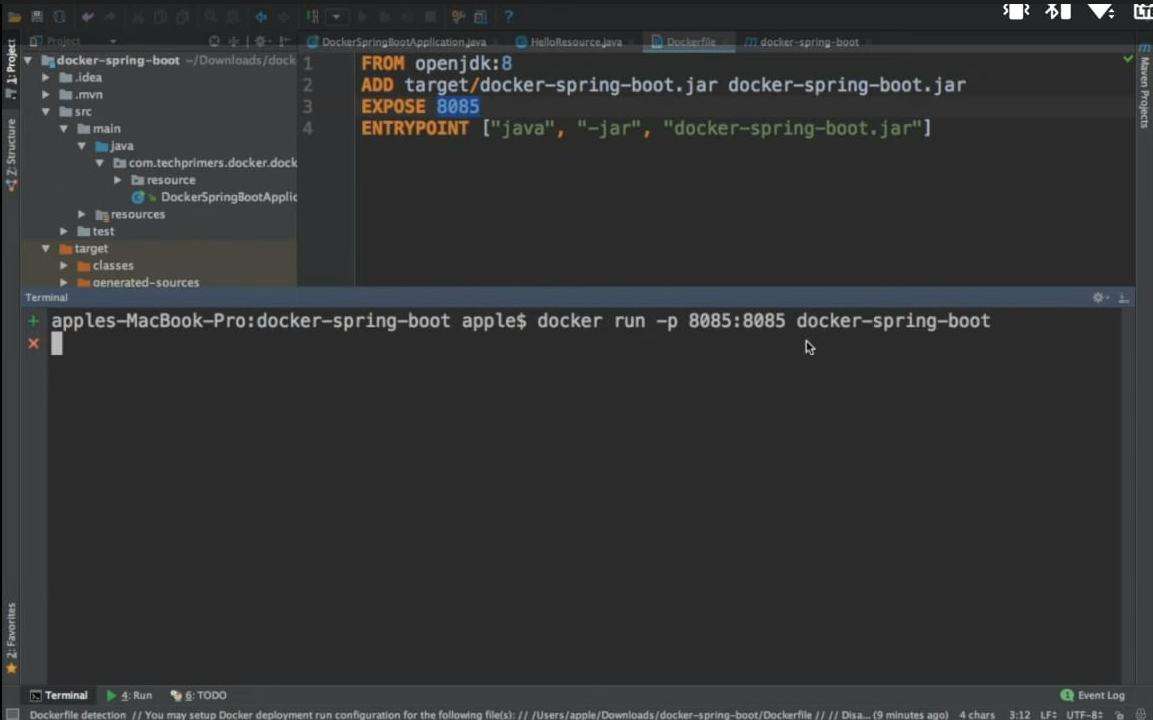 LTE
Project
DockerSpringBootApplication.java
HelloResource.java
Dockerfile
docker-spring-boot
1: Project
Z: Structure
2: Favorites
Maven Projects
docker-spring-boot ~/Downloads/dock
.idea
.mvn
src
main
java
com.techprimers.docker.dock
resource
DockerSpringBootApplic
resources
test
target
classes
generated-sources
1 FROM openjdk:8
2 ADD target/docker-spring-boot.jar docker-spring-boot.jar
3 EXPOSE 8085
4 ENTRYPOINT ["java", "-jar", "docker-spring-boot.jar"]
Terminal
apples-MacBook-Pro:docker-spring-boot apple$ docker run -p 8085:8085 docker-spring-boot
Terminal 4: Run 6: TODO Event Log
Dockerfile detection // You may setup Docker deployment run configuration for the following file(s): // /Users/apple/Downloads/docker-spring-boot/Dockerfile // // Disa... (9 minutes ago) 4 chars 3:12 LF UTF-8